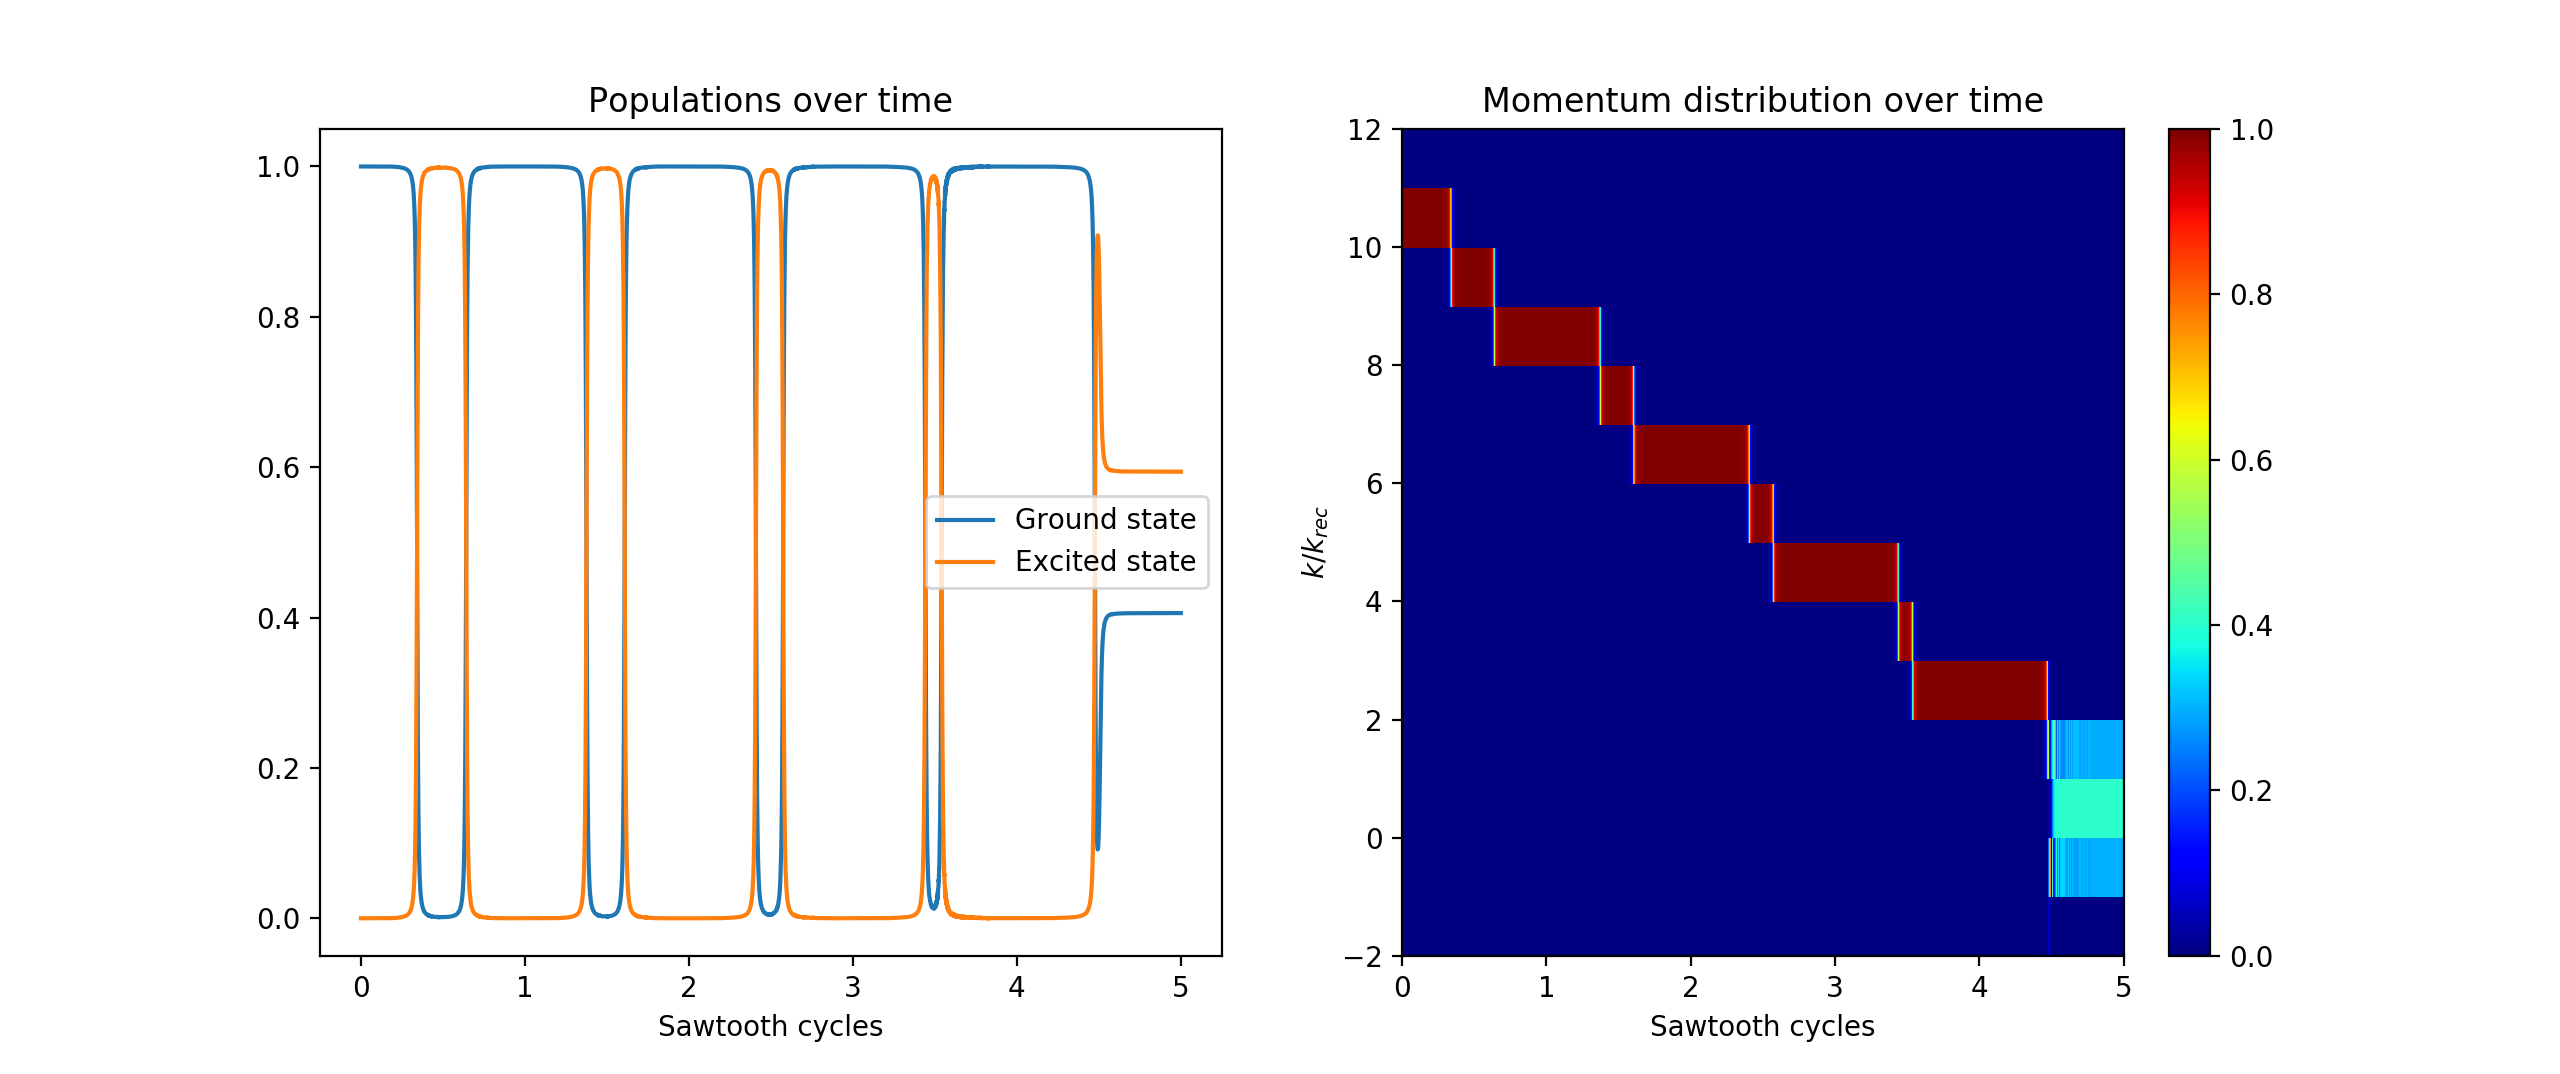 Populations over time
1.0
0.8
0.6
0.4
0.2
0.0
Ground state
Excited state
0 1 2 3 4 5
Sawtooth cycles
Momentum distribution over time
12
10
8
6
4
2
0
−2
k/k_rec
0 1 2 3 4 5
Sawtooth cycles
1.0
0.8
0.6
0.4
0.2
0.0